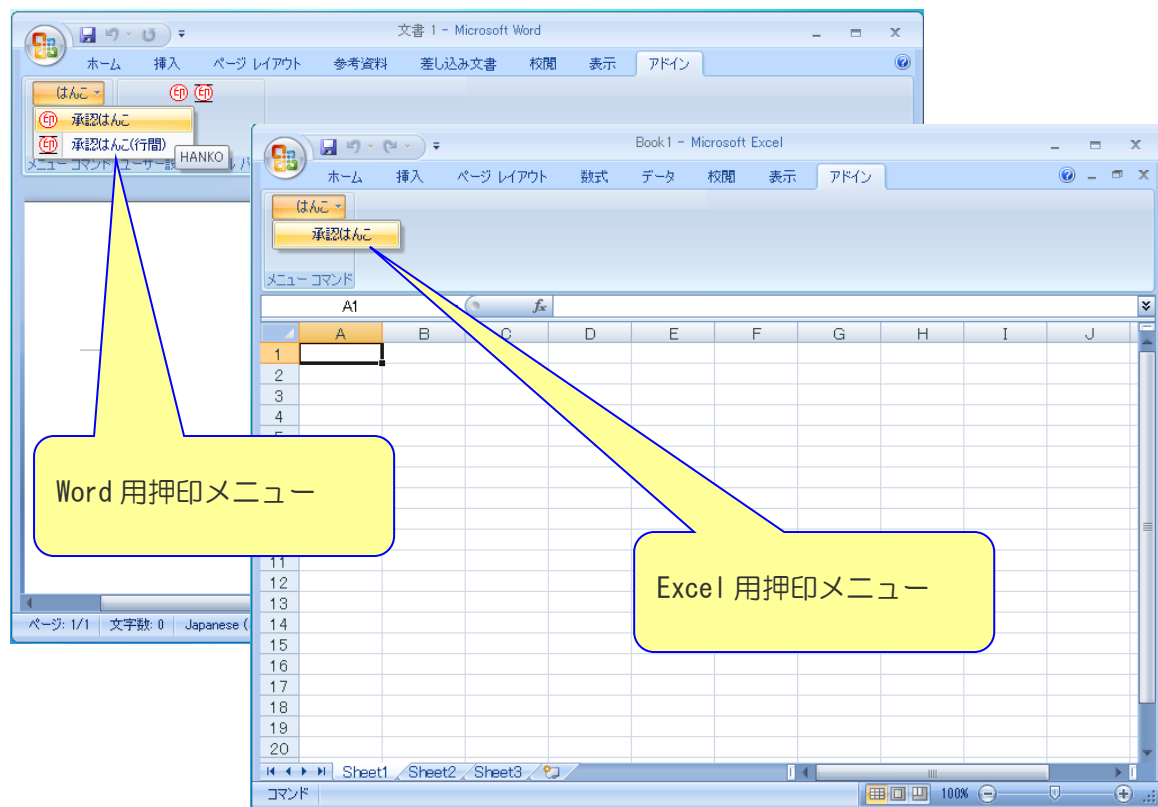 文書 1 - Microsoft Word
ホーム 挿入 ページ レイアウト 参考資料 差し込み文書 校閲 表示 アドイン
はんこ
承認はんこ
承認はんこ(行間)
HANKO
メニュー コマンド
Book1 - Microsoft Excel
ホーム 挿入 ページ レイアウト 数式 データ 校閲 表示 アドイン
はんこ
承認はんこ
メニュー コマンド
A1 fx
A B C D E F G H I J
1
2
3
4
5
Word 用押印メニュー
Excel 用押印メニュー
11
12
13
14
15
16
17
18
19
20
ページ: 1/1 文字数: 0 Japanese (
Sheet1 Sheet2 Sheet3
コマンド 100%